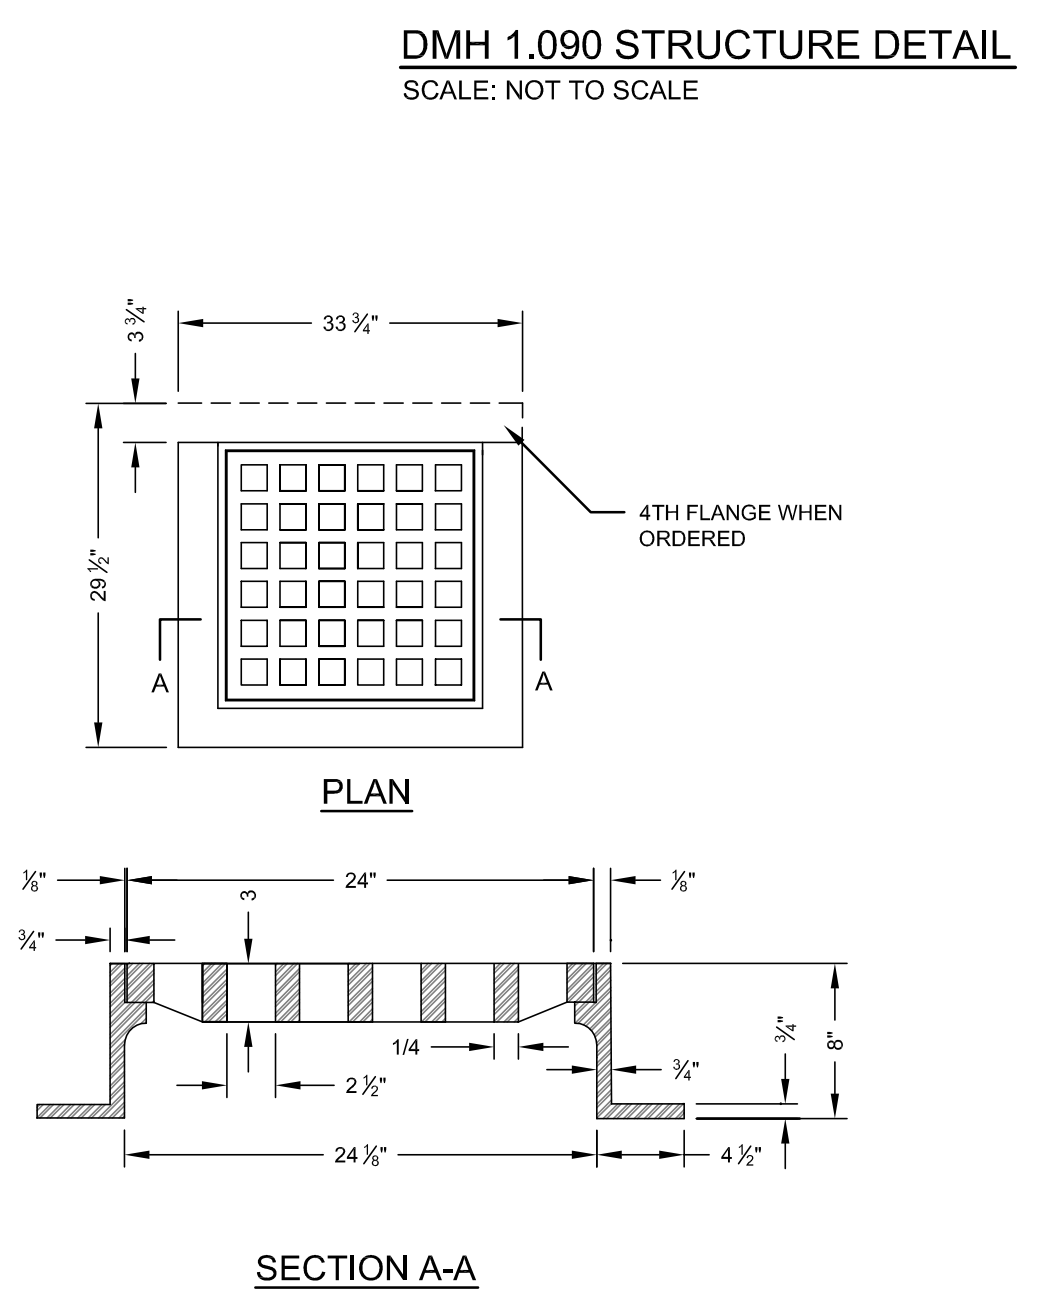 DMH 1.090 STRUCTURE DETAIL
SCALE: NOT TO SCALE
3 ¾"
33 ¾"
29 ½"
4TH FLANGE WHEN
ORDERED
A
A
PLAN
⅛"
24"
⅛"
3
¾"
1/4
2 ½"
¾"
¾"
8"
24 ⅛"
4 ½"
SECTION A-A